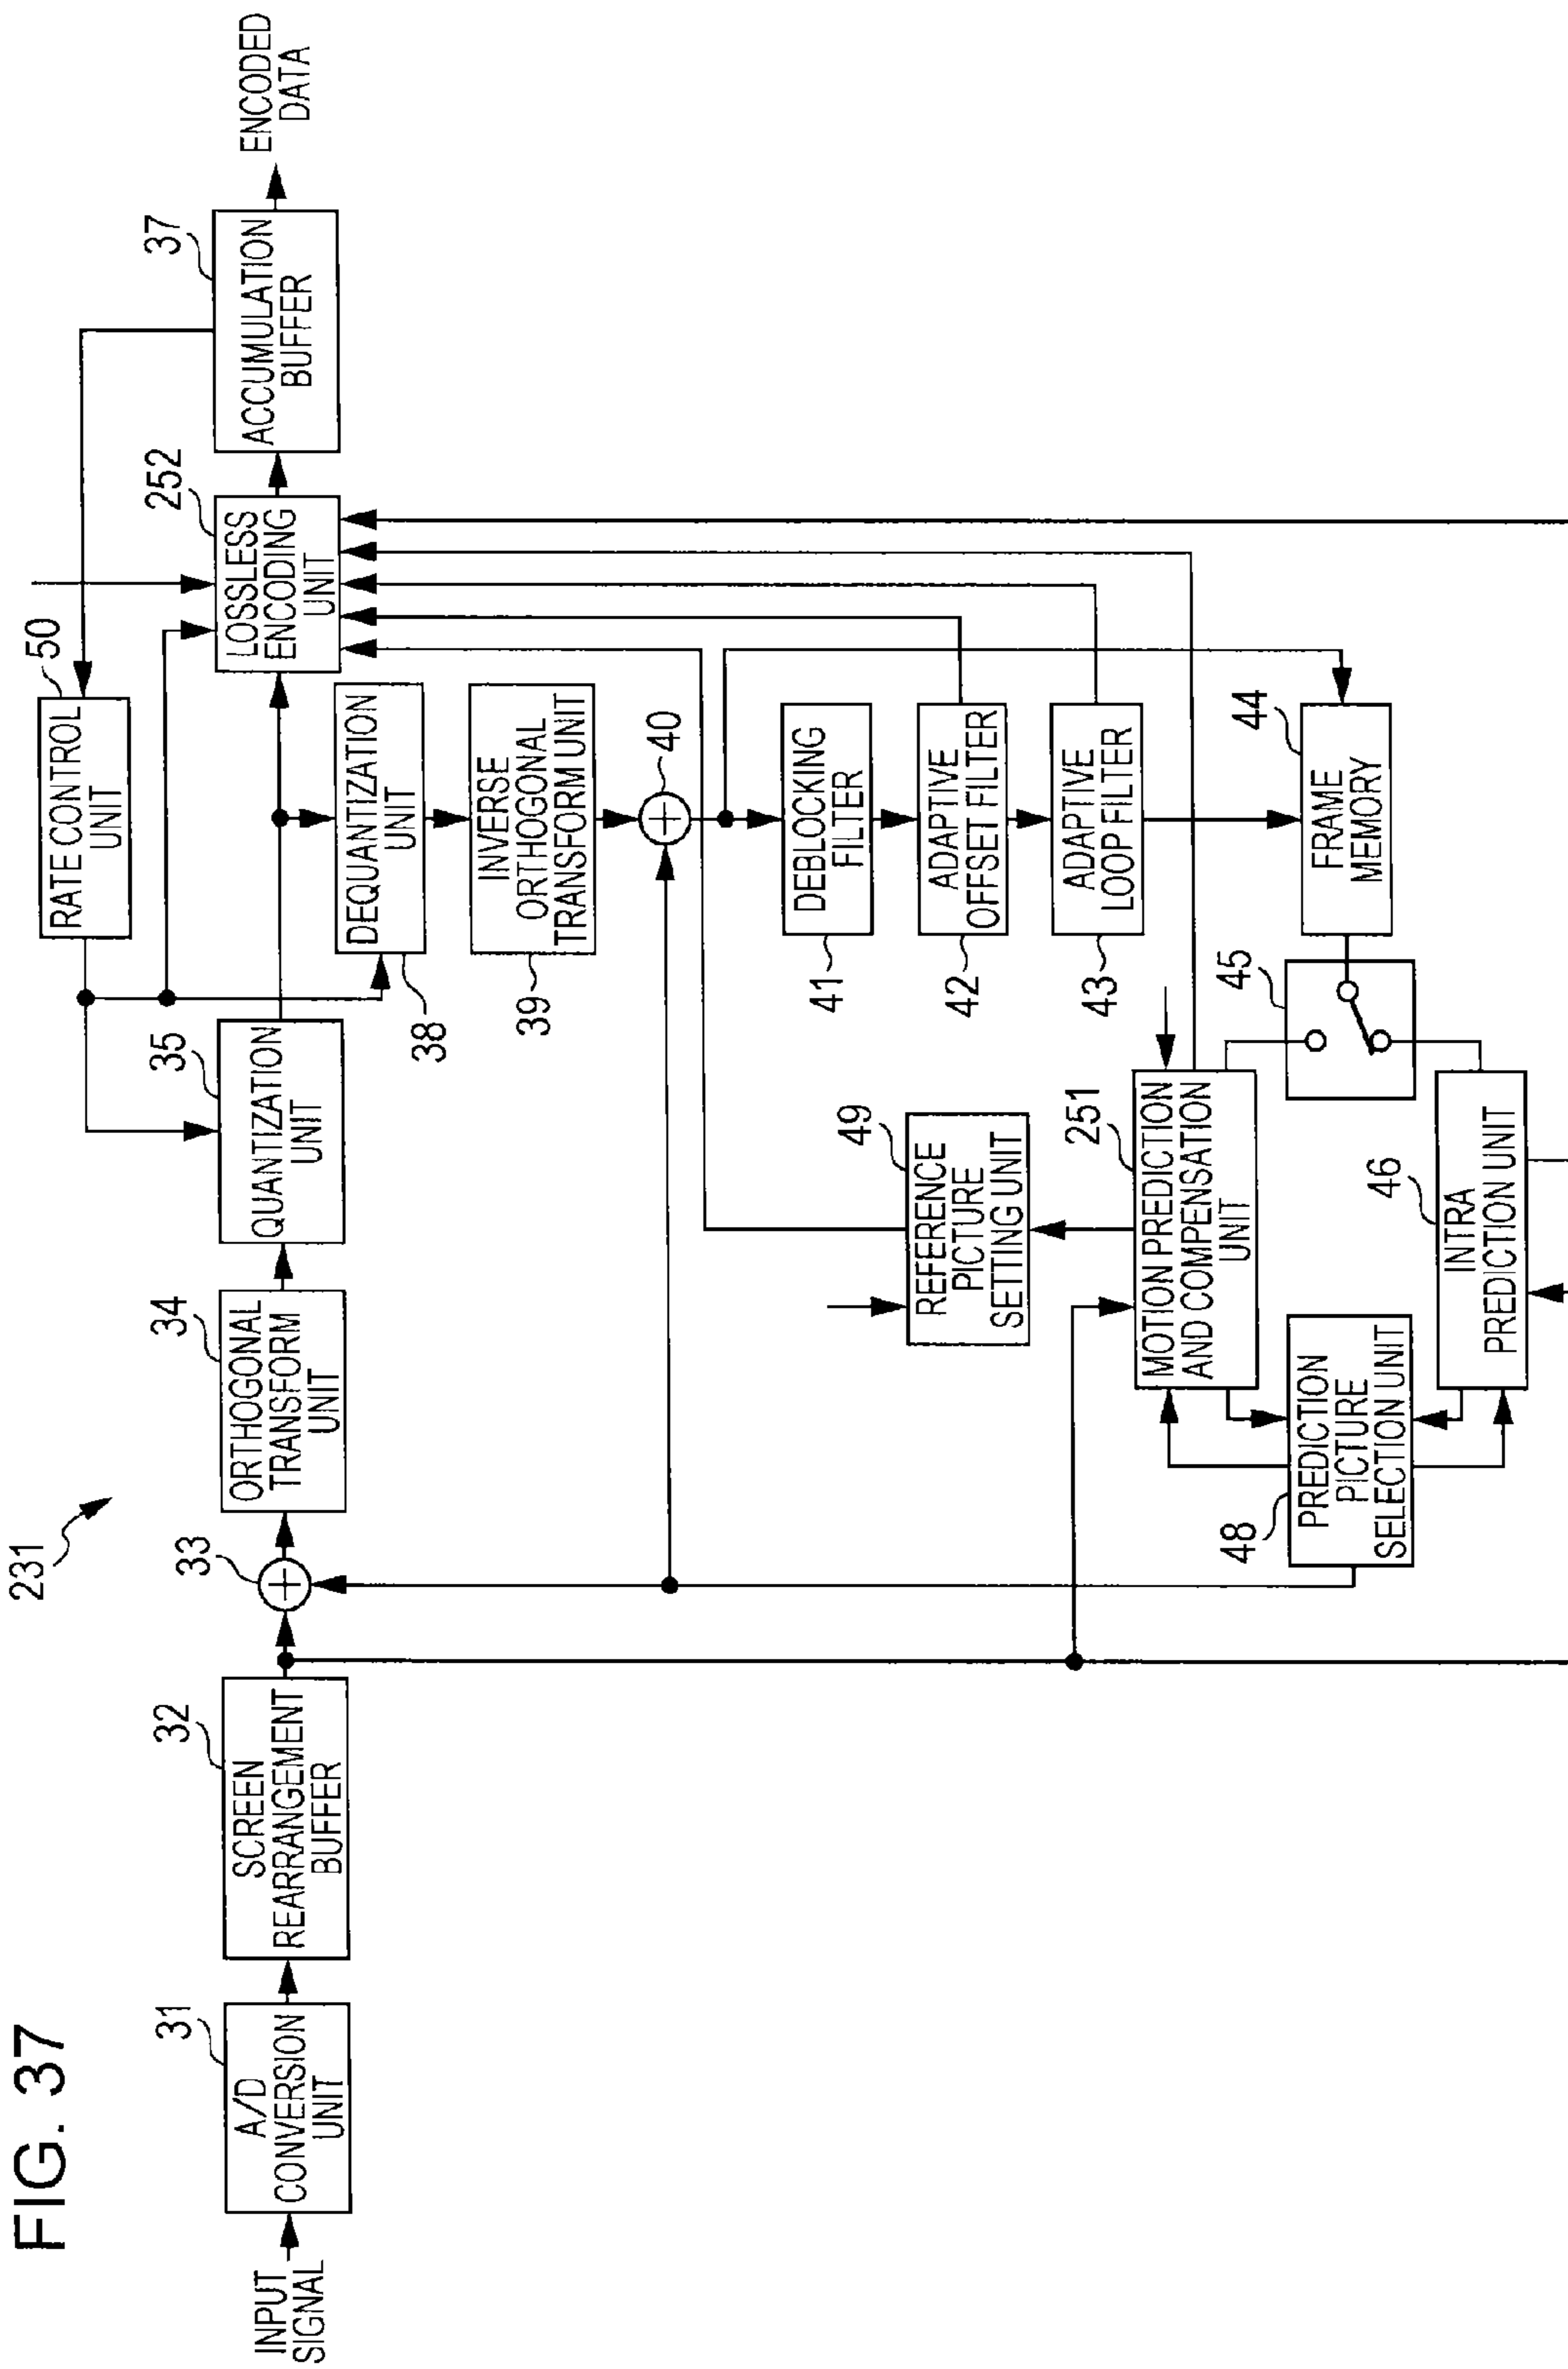 FIG. 37
231
INPUT
SIGNAL
31
A/D
CONVERSION
UNIT
32
SCREEN
REARRANGEMENT
BUFFER
33
34
ORTHOGONAL
TRANSFORM
UNIT
35
QUANTIZATION
UNIT
50
RATE CONTROL
UNIT
252
LOSSLESS
ENCODING
UNIT
37
ACCUMULATION
BUFFER
ENCODED
DATA
38
DEQUANTIZATION
UNIT
39
INVERSE
ORTHOGONAL
TRANSFORM UNIT
40
41
DEBLOCKING
FILTER
42
ADAPTIVE
OFFSET FILTER
43
ADAPTIVE
LOOP FILTER
44
FRAME
MEMORY
45
49
REFERENCE
PICTURE
SETTING UNIT
251
MOTION PREDICTION
AND COMPENSATION
UNIT
48
PREDICTION
PICTURE
SELECTION UNIT
46
INTRA
PREDICTION UNIT